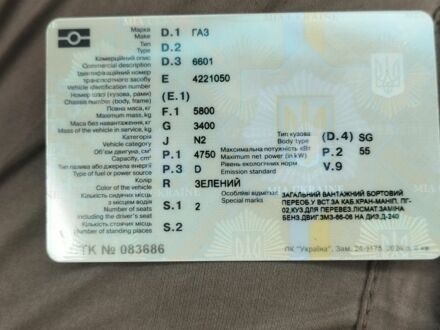 Марка D.1 ГАЗ
Make
Тип D.2
Type
Комерційний опис D.3 6601
Commercial description
Ідентифікаційний номер
транспортного засобу E 4221050
Vehicle identification number
Номер шасі (кузова, рами) (E.1)
Chassis number (body, frame)
Повна маса, кг F.1 5800
Maximum mass, kg
Маса без навантаження, кг G 3400
Mass of the vehicle in service, kg
Категорія J N2 Тип кузова (D.4) SG
Vehicle category Body type
Об'єм двигуна, см³ P.1 4750 Максимальна потужність кВт P.2 55
Capacity, cm³ Maximum net power (in kW)
Тип палива або джерела енергії P.3 D Рівень екологічних норм V.9
Type of fuel or power source Emission standard
Колір R ЗЕЛЕНИЙ
Color of the vehicle
Кількість сидячих місць Особливі відмітки ЗАГАЛЬНИЙ ВАНТАЖНИЙ БОРТОВИЙ
з місцем водія S.1 2 Special marks ПЕРЕОБ.У ВСТ.ЗА КАБ.КРАН-МАНІП, ПГ-
Number of seats 02,КУЗ.ДЛЯ ПЕРЕВЕЗ.ЛІСМАТ.ЗАМІНА
including the driver's seat БЕНЗ.ДВИГ.ЗМЗ-66-06 НА ДИЗ.Д-240
Кількість стоячих місць S.2
Number of standing places
ТК № 083686 ПК "Україна". Зам.